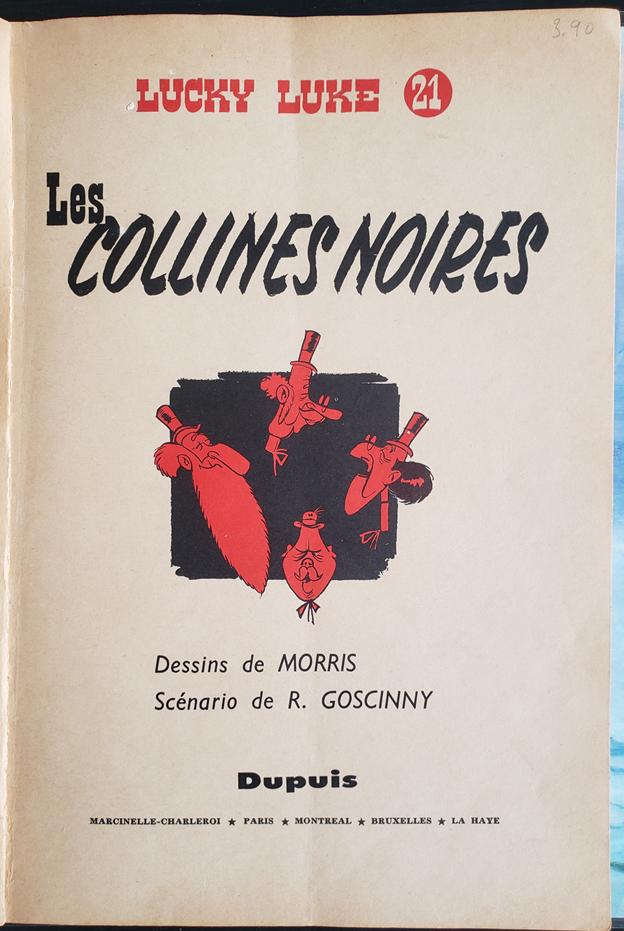 3.90
LUCKY LUKE 21
Les
COLLINES NOIRES
Dessins de MORRIS
Scénario de R. GOSCINNY
Dupuis
MARCINELLE-CHARLEROI ★ PARIS ★ MONTREAL ★ BRUXELLES ★ LA HAYE